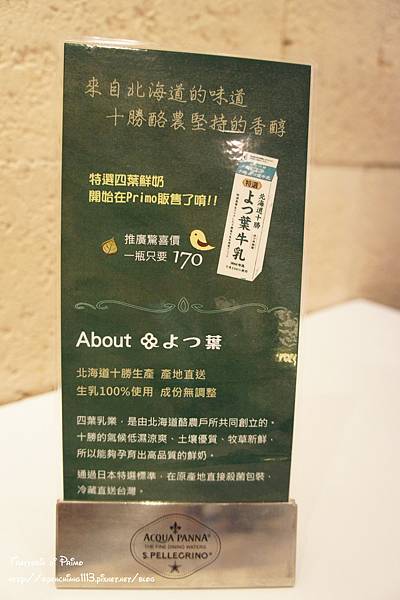 來自北海道的味道
十勝酪農堅持的香醇
特選四葉鮮奶
開始在Primo販售了唷!!
特選
北海道十勝
よつ葉牛乳
推廣驚喜價
一瓶只要 170
About よつ葉
北海道十勝生產 產地直送
生乳100%使用 成份無調整
四葉乳業，是由北海道酪農戶所共同創立的。
十勝的氣候低濕涼爽、土壤優質、牧草新鮮，
所以能夠孕育出高品質的鮮奶。
通過日本特選標準，在原產地直接殺菌包裝，
冷藏直送台灣。
ACQUA PANNA®
THE FINE DINING WATERS
S.PELLEGRINO®